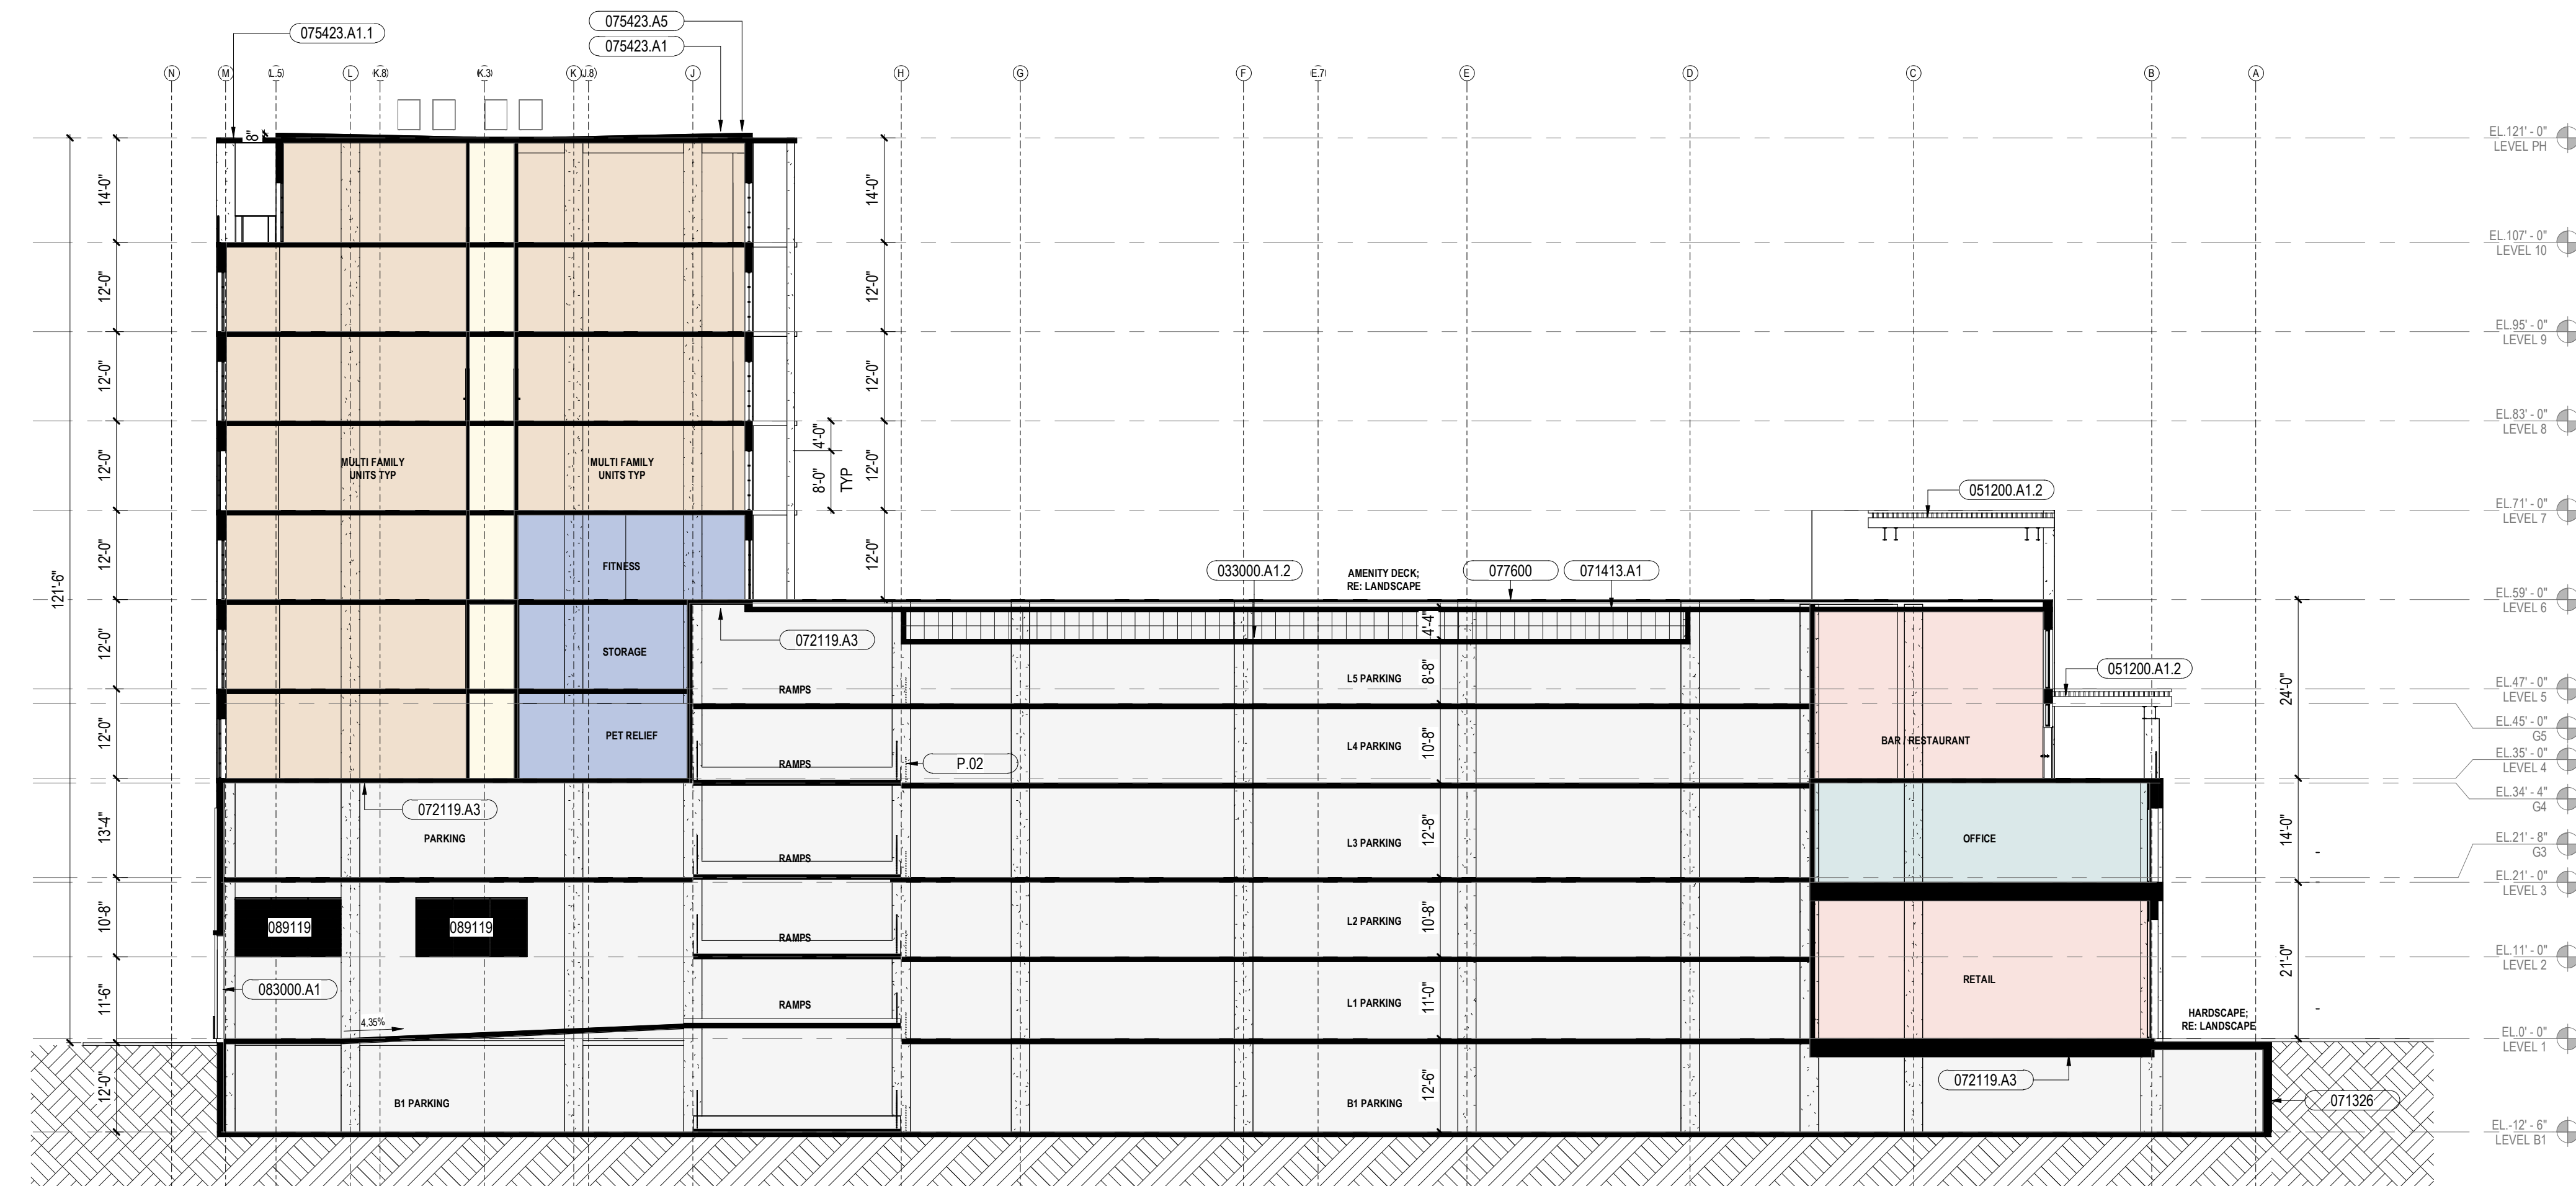 075423.A1.1
075423.A5
075423.A1
N
M
(L.5)
L
K.8)
(K.3)
K
(J.8)
J
H
G
F
(E.7)
E
D
C
B
A
8"
EL.121' - 0"
LEVEL PH
14'-0"
14'-0"
EL.107' - 0"
LEVEL 10
12'-0"
12'-0"
EL.95' - 0"
LEVEL 9
12'-0"
12'-0"
EL.83' - 0"
LEVEL 8
12'-0"
MULTI FAMILY
UNITS TYP
MULTI FAMILY
UNITS TYP
4'-0"
8'-0"
TYP
12'-0"
051200.A1.2
EL.71' - 0"
LEVEL 7
121'-6"
12'-0"
FITNESS
12'-0"
033000.A1.2
AMENITY DECK;
RE: LANDSCAPE
077600
071413.A1
EL.59' - 0"
LEVEL 6
12'-0"
STORAGE
072119.A3
4'-4"
RAMPS
L5 PARKING
8'-8"
051200.A1.2
24'-0"
EL.47' - 0"
LEVEL 5
EL.45' - 0"
G5
12'-0"
PET RELIEF
RAMPS
P.02
L4 PARKING
10'-8"
BAR / RESTAURANT
EL.35' - 0"
LEVEL 4
EL.34' - 4"
G4
13'-4"
072119.A3
PARKING
RAMPS
L3 PARKING
12'-8"
OFFICE
14'-0"
EL.21' - 8"
G3
EL.21' - 0"
LEVEL 3
10'-8"
089119
089119
RAMPS
L2 PARKING
10'-8"
EL.11' - 0"
LEVEL 2
11'-6"
083000.A1
4.35%
RAMPS
L1 PARKING
11'-0"
RETAIL
21'-0"
HARDSCAPE;
RE: LANDSCAPE
EL.0' - 0"
LEVEL 1
12'-0"
B1 PARKING
B1 PARKING
12'-6"
072119.A3
071326
EL.-12' - 6"
LEVEL B1